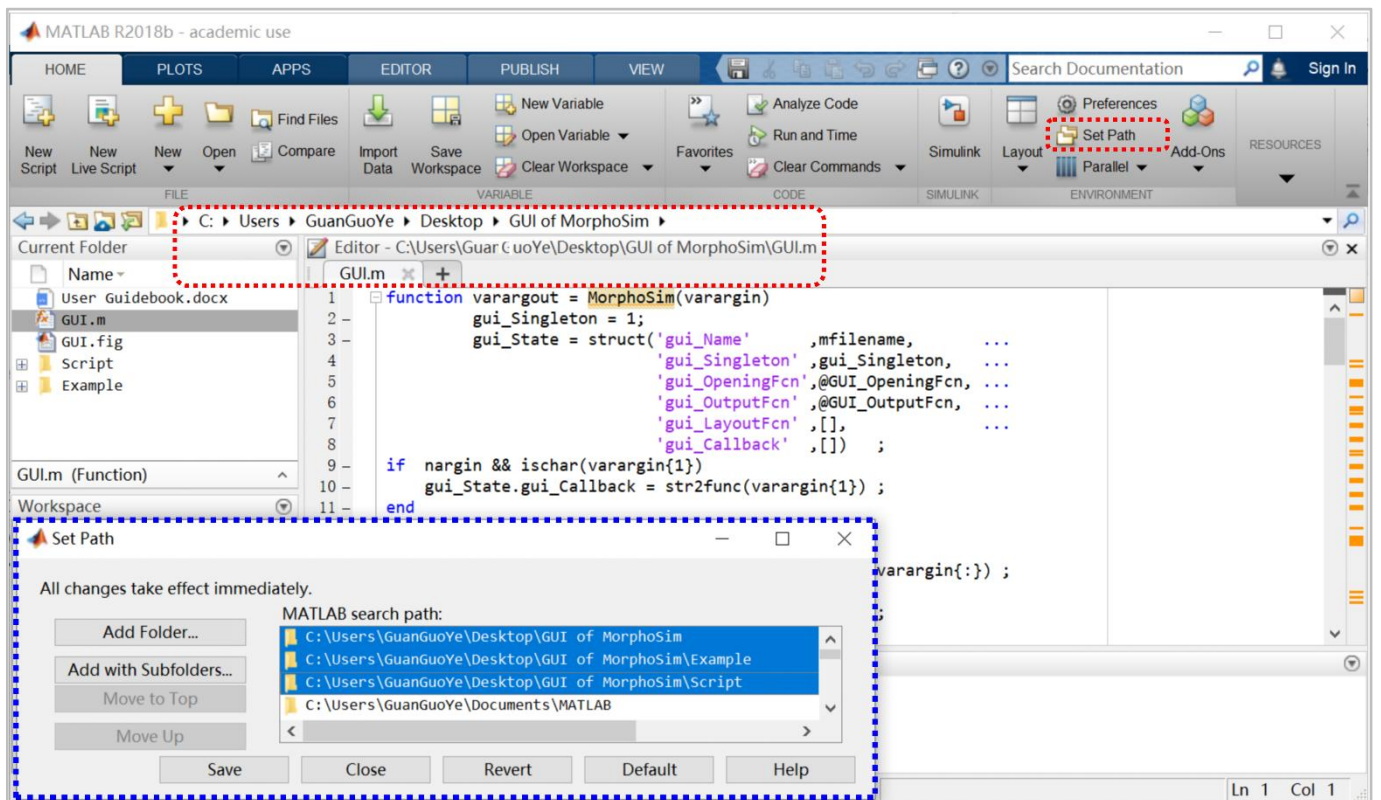 MATLAB R2018b - academic use
HOME PLOTS APPS EDITOR PUBLISH VIEW Search Documentation Sign In
New Script
New Live Script
New
Open
Find Files
Compare
Import Data
Save Workspace
New Variable
Open Variable
Clear Workspace
Favorites
Analyze Code
Run and Time
Clear Commands
Simulink
Layout
Preferences
Set Path
Parallel
Add-Ons
RESOURCES
FILE VARIABLE CODE SIMULINK ENVIRONMENT
C: Users GuanGuoYe Desktop GUI of MorphoSim
Current Folder
Name
User Guidebook.docx
GUI.m
GUI.fig
Script
Example
GUI.m (Function)
Workspace
Editor - C:\Users\GuanGuoYe\Desktop\GUI of MorphoSim\GUI.m
GUI.m
1 function varargout = MorphoSim(varargin)
2 - gui_Singleton = 1;
3 - gui_State = struct('gui_Name' ,mfilename, ...
4 'gui_Singleton' ,gui_Singleton, ...
5 'gui_OpeningFcn',@GUI_OpeningFcn, ...
6 'gui_OutputFcn' ,@GUI_OutputFcn, ...
7 'gui_LayoutFcn' ,[], ...
8 'gui_Callback' ,[]) ;
9 - if nargin && ischar(varargin{1})
10 - gui_State.gui_Callback = str2func(varargin{1}) ;
11 - end
varargin{:}) ;
;
Set Path
All changes take effect immediately.
MATLAB search path:
Add Folder...
Add with Subfolders...
Move to Top
Move Up
C:\Users\GuanGuoYe\Desktop\GUI of MorphoSim
C:\Users\GuanGuoYe\Desktop\GUI of MorphoSim\Example
C:\Users\GuanGuoYe\Desktop\GUI of MorphoSim\Script
C:\Users\GuanGuoYe\Documents\MATLAB
Save Close Revert Default Help
Ln 1 Col 1